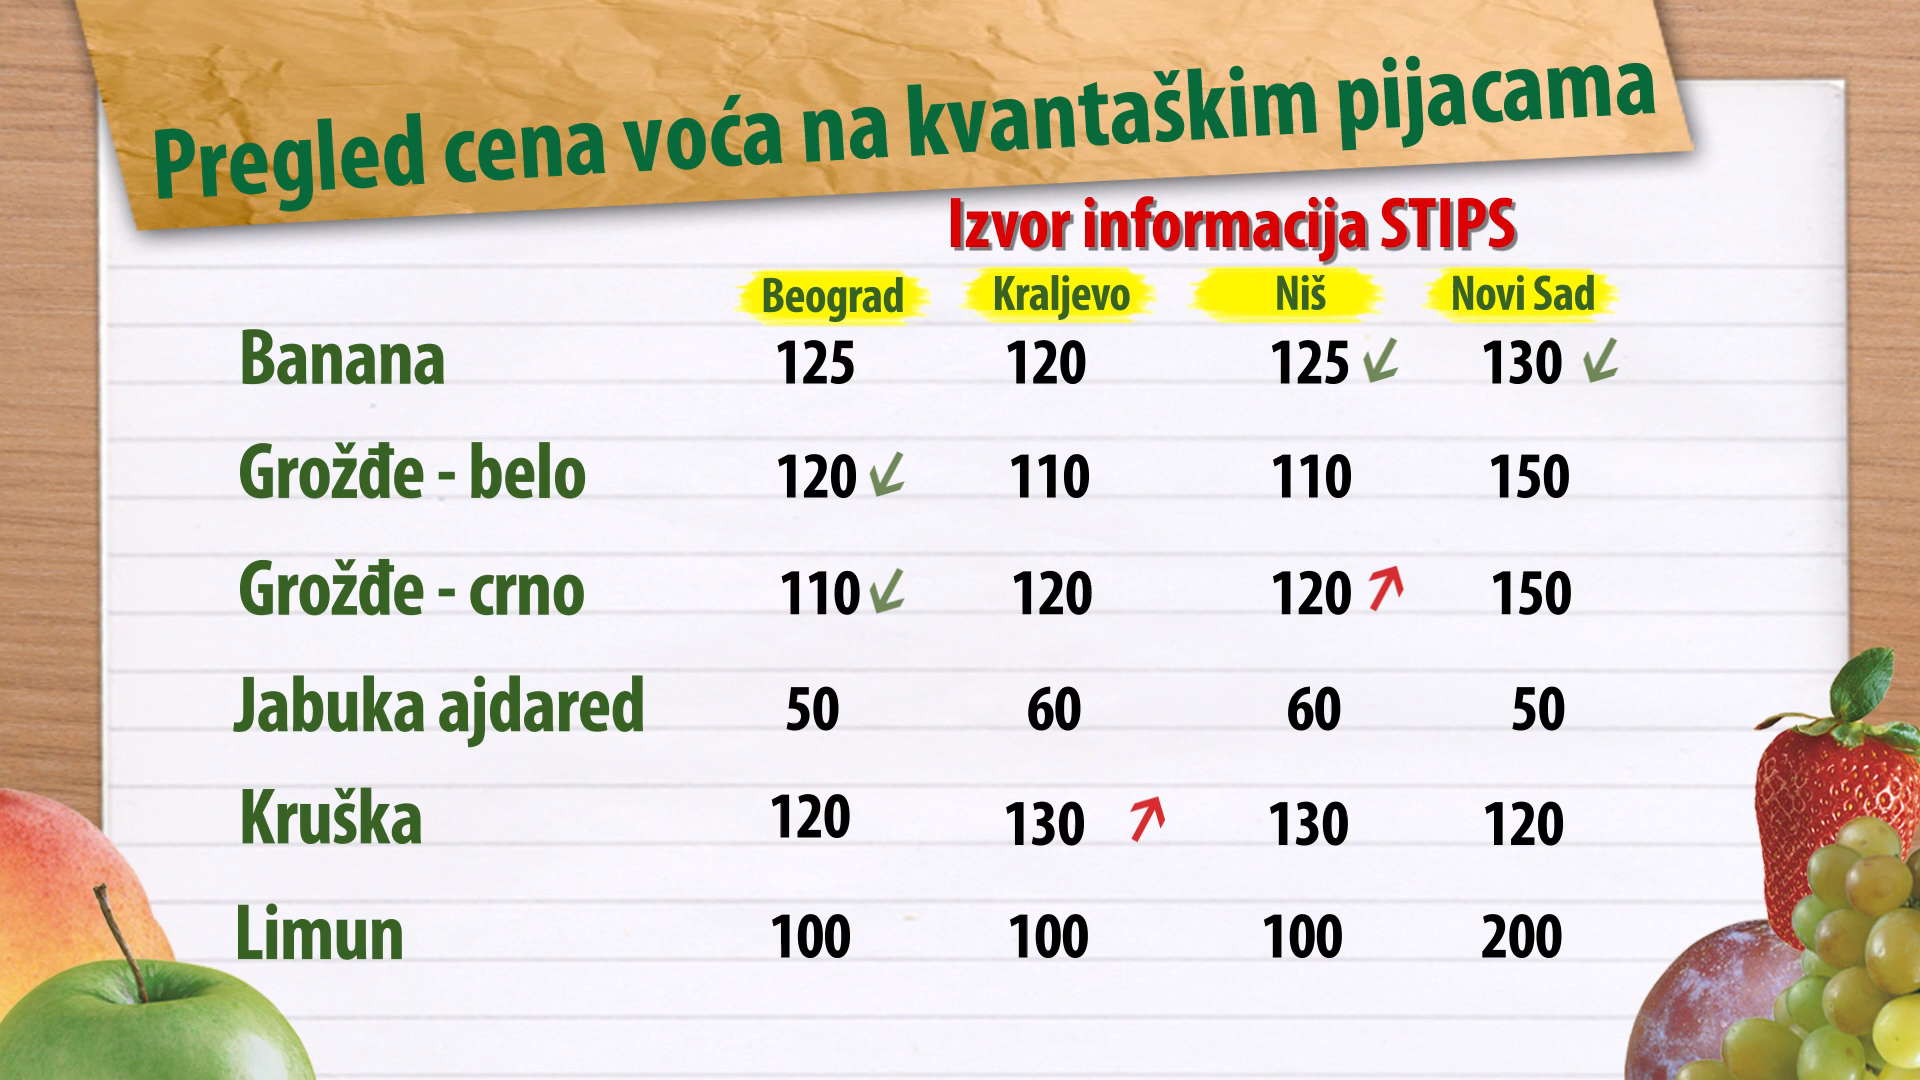 Pregled cena voća na kvantaškim pijacama
Izvor informacija STIPS
Beograd Kraljevo Niš Novi Sad
Banana 125 120 125 130
Grožđe - belo 120 110 110 150
Grožđe - crno 110 120 120 150
Jabuka ajdared 50 60 60 50
Kruška 120 130 130 120
Limun 100 100 100 200